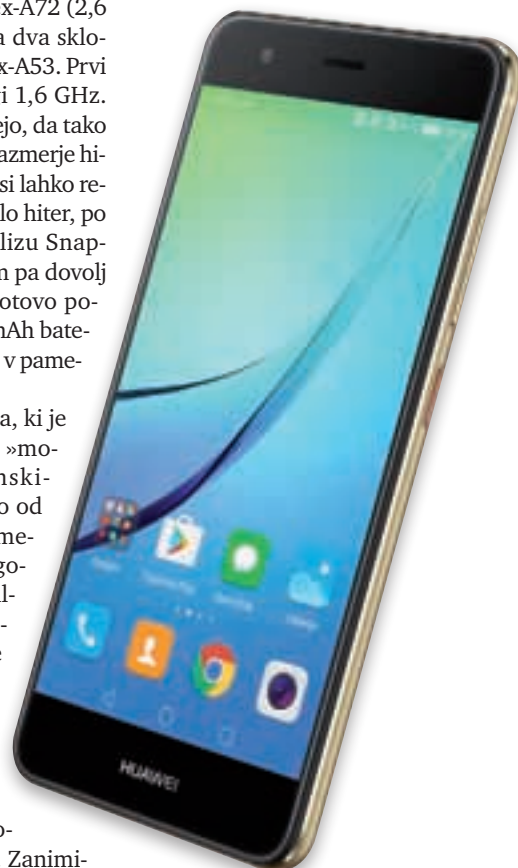 x-A72 (2,6
a dva sklo-
x-A53. Prvi
i 1,6 GHz.
ejo, da tako
azmerje hi-
si lahko re-
lo hiter, po
lizu Snap-
n pa dovolj
otovo po-
nAh bate-
v pame-
a, ki je
»mo-
nski-
o od
me-
go-
il-
-
e
HUAWEI
o-
Zanimi-